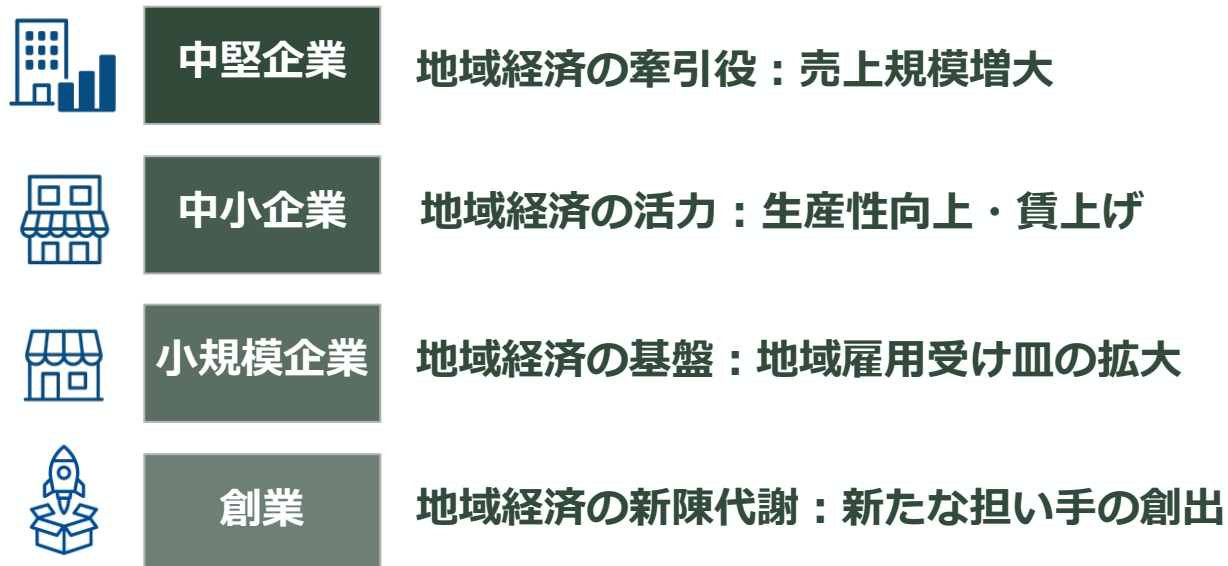 中堅企業
地域経済の牽引役：売上規模増大
中小企業
地域経済の活力：生産性向上・賃上げ
小規模企業
地域経済の基盤：地域雇用受け皿の拡大
創業
地域経済の新陳代謝：新たな担い手の創出